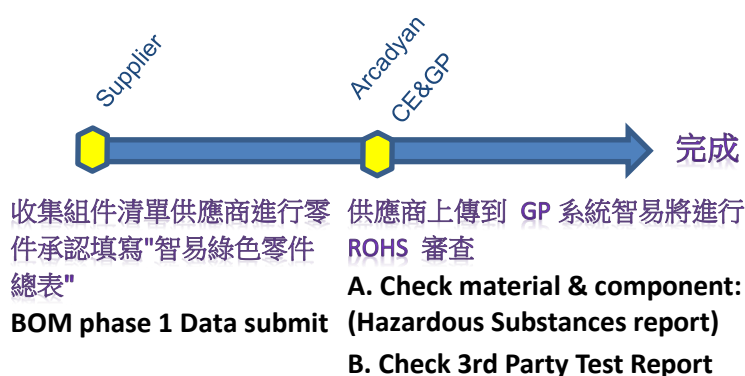 Supplier
Arcadyan
CE&GP
完成
收集組件清單供應商進行零
件承認填寫"智易綠色零件
總表"
BOM phase 1 Data submit
供應商上傳到 GP 系統智易將進行
ROHS 審查
A. Check material & component:
(Hazardous Substances report)
B. Check 3rd Party Test Report